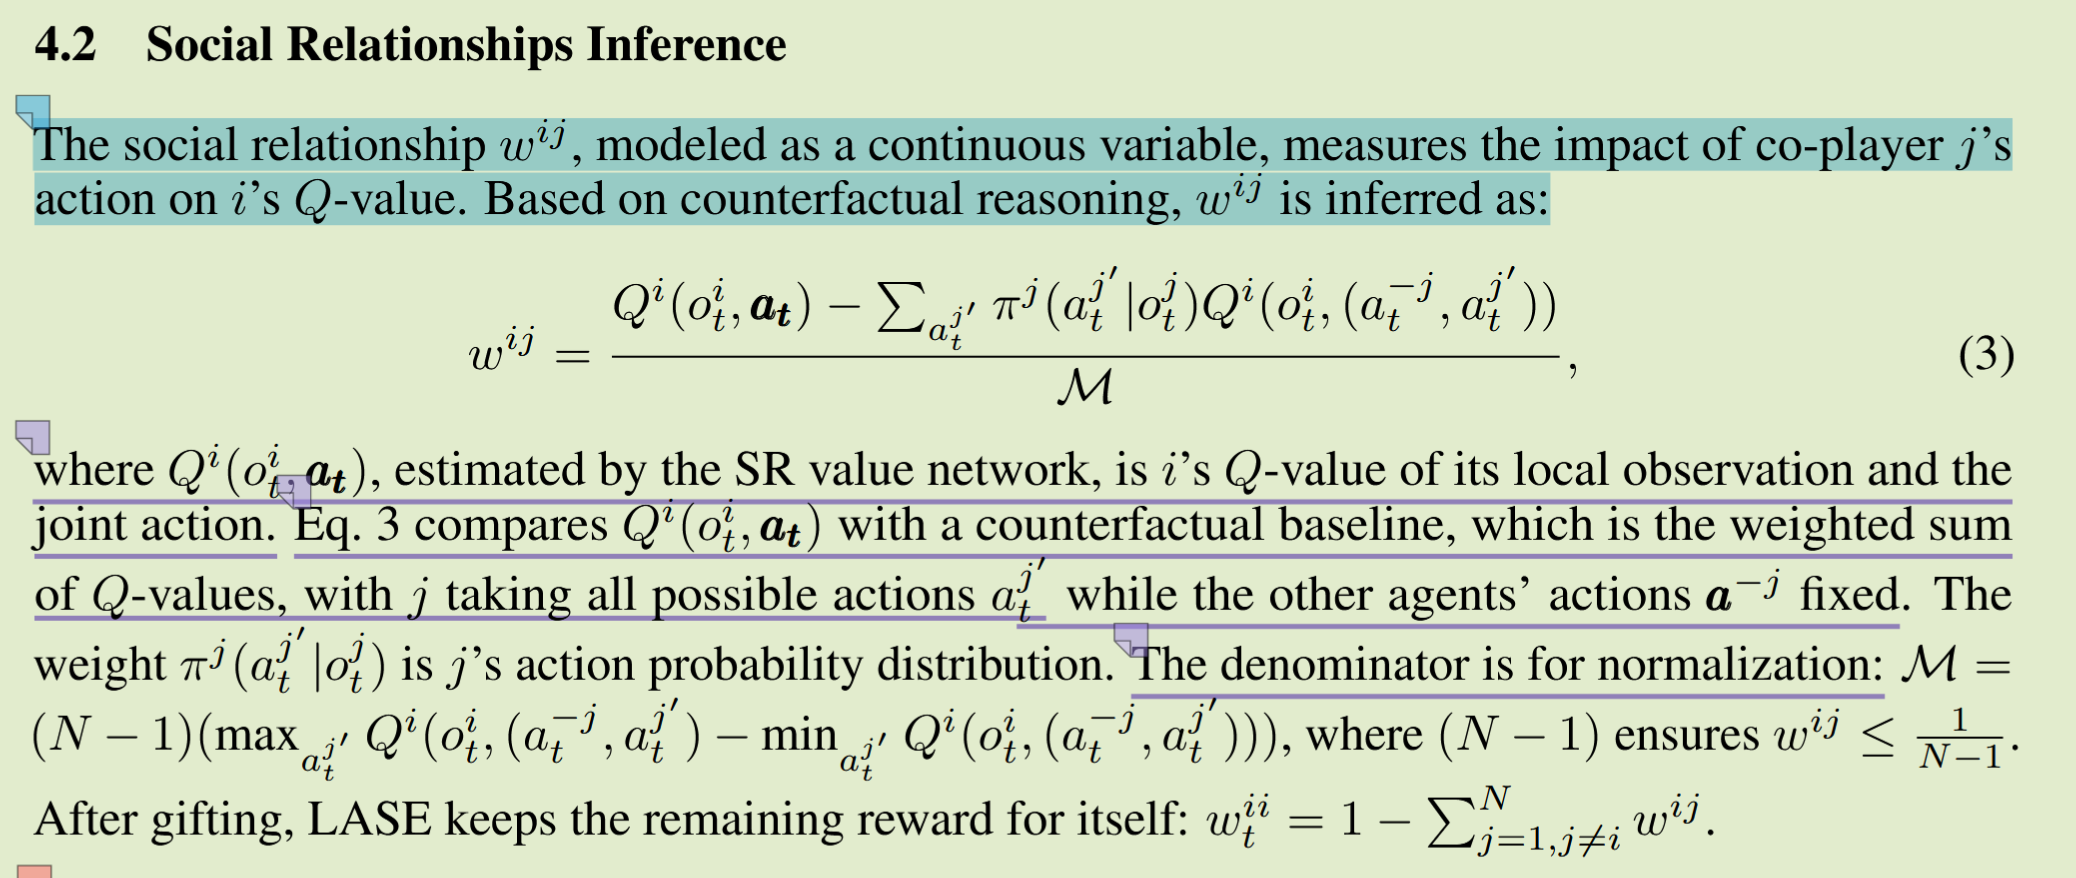 4.2 Social Relationships Inference
The social relationship w^{ij}, modeled as a continuous variable, measures the impact of co-player j's
action on i's Q-value. Based on counterfactual reasoning, w^{ij} is inferred as:
w^{ij} = \frac{Q^i(o_t^i, \boldsymbol{a_t}) − \sum_{a_t^{j'}} π^j(a_t^{j'}|o_t^j)Q^i(o_t^i, (a_t^{−j}, a_t^{j'}))}{\mathcal{M}}, (3)
where Q^i(o_t^i, \boldsymbol{a_t}), estimated by the SR value network, is i's Q-value of its local observation and the
joint action. Eq. 3 compares Q^i(o_t^i, \boldsymbol{a_t}) with a counterfactual baseline, which is the weighted sum
of Q-values, with j taking all possible actions a_t^{j'} while the other agents' actions \boldsymbol{a}^{−j} fixed. The
weight π^j(a_t^{j'}|o_t^j) is j's action probability distribution. The denominator is for normalization: \mathcal{M} =
(N − 1)(max_{a_t^{j'}} Q^i(o_t^i, (a_t^{−j}, a_t^{j'}) − min_{a_t^{j'}} Q^i(o_t^i, (a_t^{−j}, a_t^{j'}))), where (N − 1) ensures w^{ij} ≤ \frac{1}{N−1}.
After gifting, LASE keeps the remaining reward for itself: w_t^{ii} = 1 − \sum_{j=1,j≠i}^{N} w^{ij}.